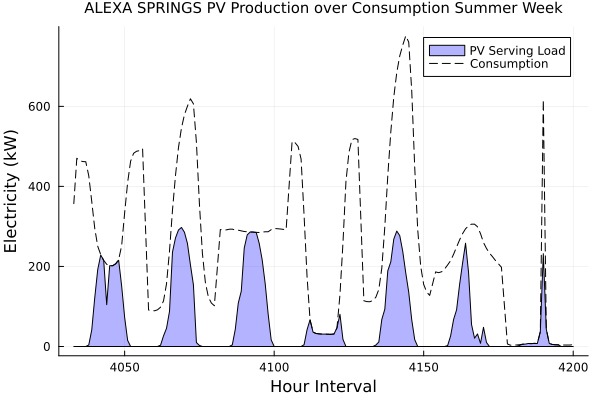 ALEXA SPRINGS PV Production over Consumption Summer Week
PV Serving Load
Consumption
600
400
200
0
4050
4100
4150
4200
Electricity (kW)
Hour Interval